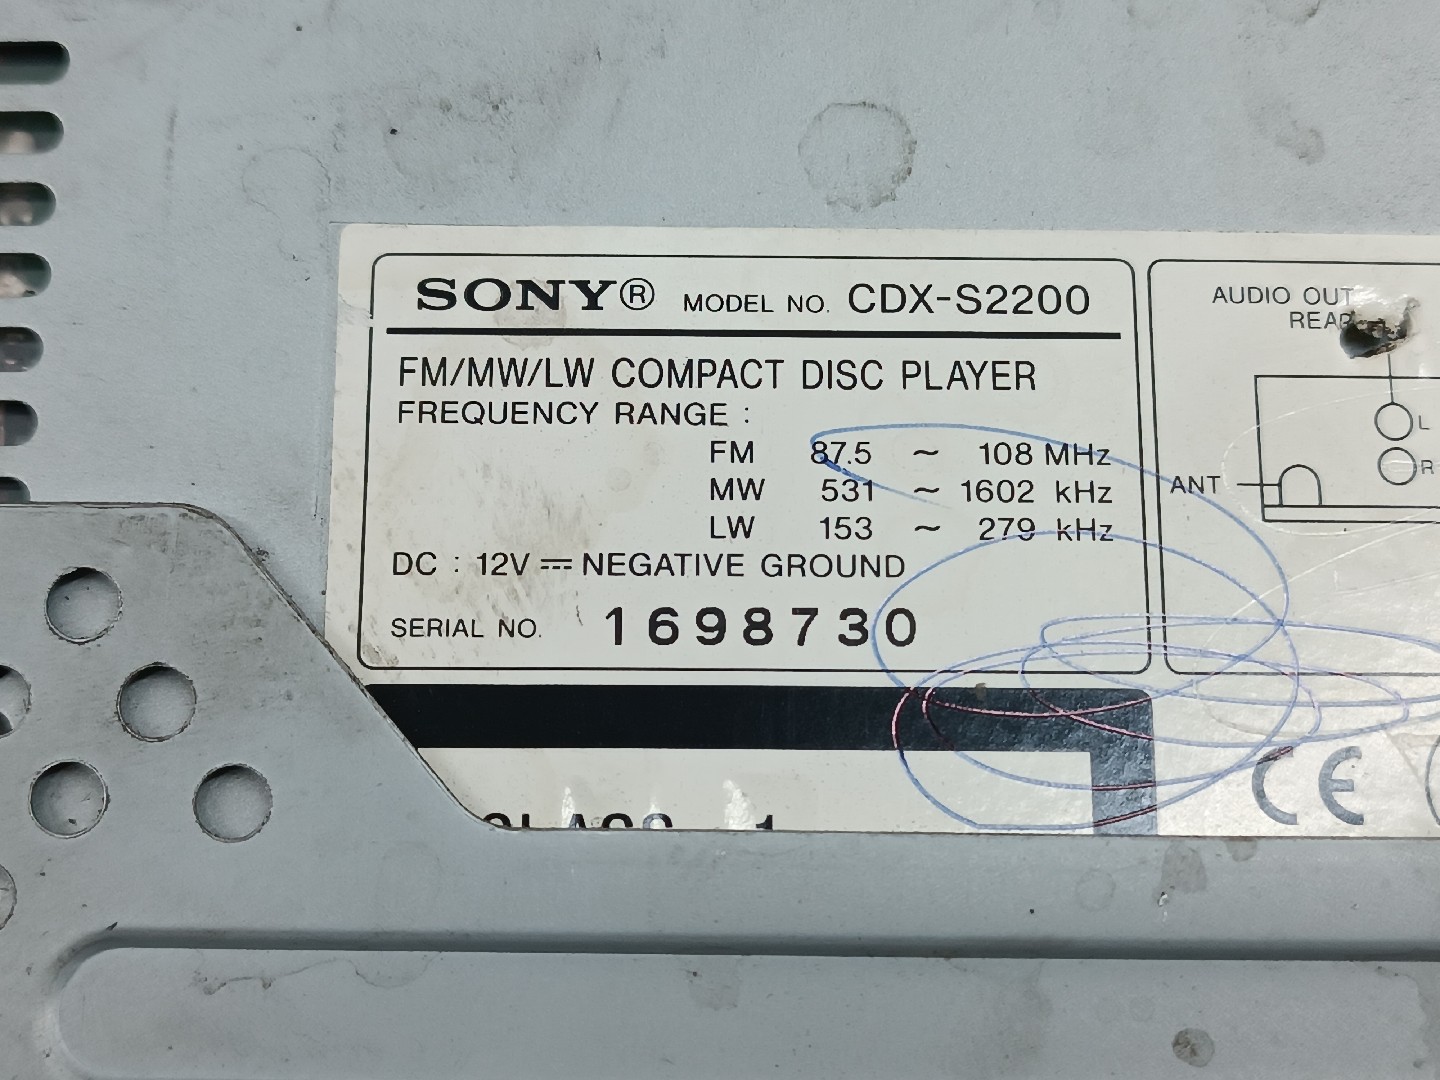 SONY® MODEL NO. CDX-S2200
FM/MW/LW COMPACT DISC PLAYER
FREQUENCY RANGE :
FM 87.5 ~ 108 MHz
MW 531 ~ 1602 kHz
LW 153 ~ 279 kHz
DC : 12V ⎓ NEGATIVE GROUND
SERIAL NO. 1698730
AUDIO OUT
REAR
L
R
ANT
CLASS 1
CE